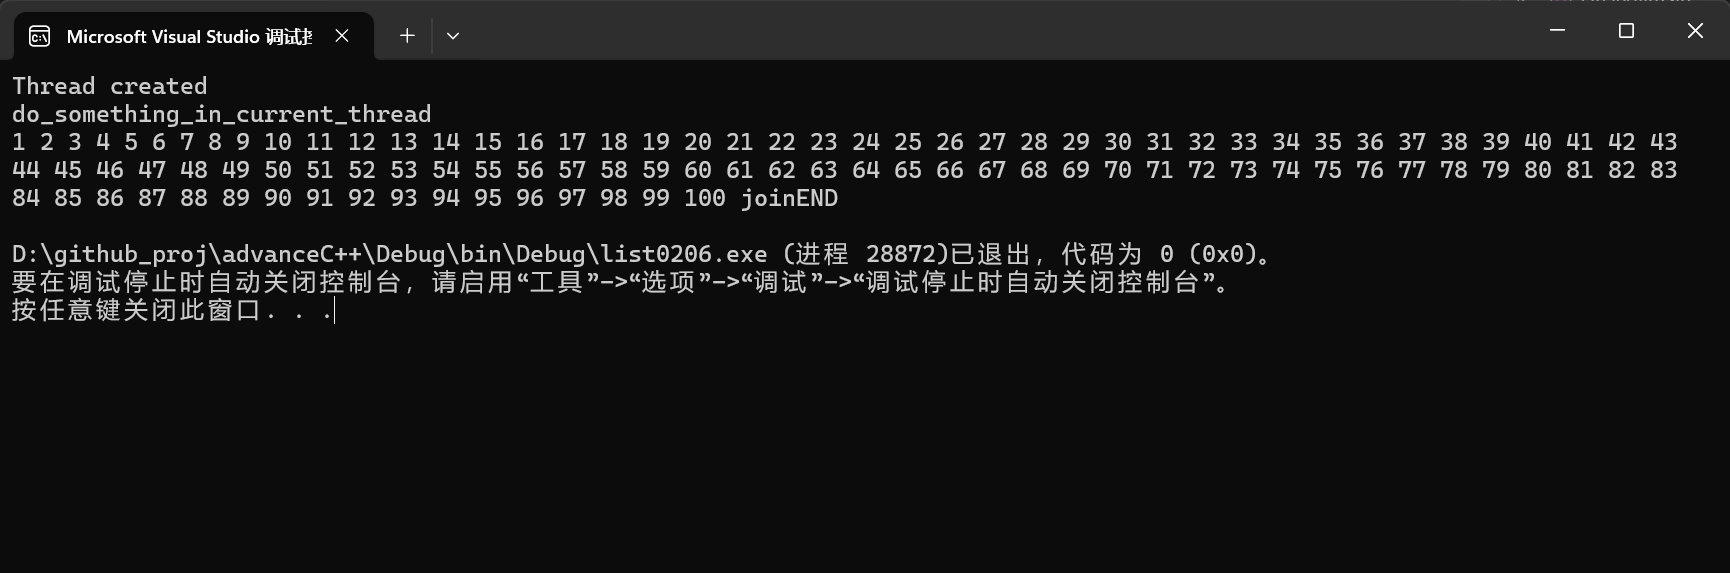 Microsoft Visual Studio 调试
Thread created
do_something_in_current_thread
1 2 3 4 5 6 7 8 9 10 11 12 13 14 15 16 17 18 19 20 21 22 23 24 25 26 27 28 29 30 31 32 33 34 35 36 37 38 39 40 41 42 43
44 45 46 47 48 49 50 51 52 53 54 55 56 57 58 59 60 61 62 63 64 65 66 67 68 69 70 71 72 73 74 75 76 77 78 79 80 81 82 83
84 85 86 87 88 89 90 91 92 93 94 95 96 97 98 99 100 joinEND
D:\github_proj\advanceC++\Debug\bin\Debug\list0206.exe (进程 28872)已退出，代码为 0 (0x0)。
要在调试停止时自动关闭控制台，请启用“工具”->“选项”->“调试”->“调试停止时自动关闭控制台”。
按任意键关闭此窗口. . .